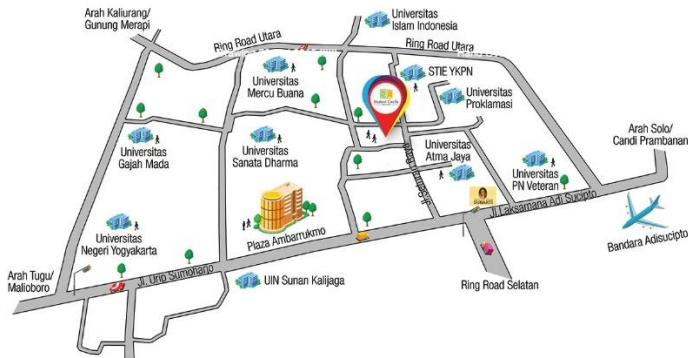 Arah Kaliurang/
Gunung Merapi
Universitas
Islam Indonesia
Ring Road Utara
Ring Road Utara
STIE YKPN
Universitas
Mercu Buana
Universitas
Proklamasi
Arah Solo/
Candi Prambanan
Universitas
Gajah Mada
Universitas
Sanata Dharma
Universitas
Atma Jaya
Universitas
PN Veteran
Jl. Laksamana Adi Sucipto
Plaza Ambarrukmo
Universitas
Negeri Yogyakarta
Bandara Adisucipto
Arah Tugu/
Malioboro
Jl. Urip Sumoharjo
UIN Sunan Kalijaga
Ring Road Selatan